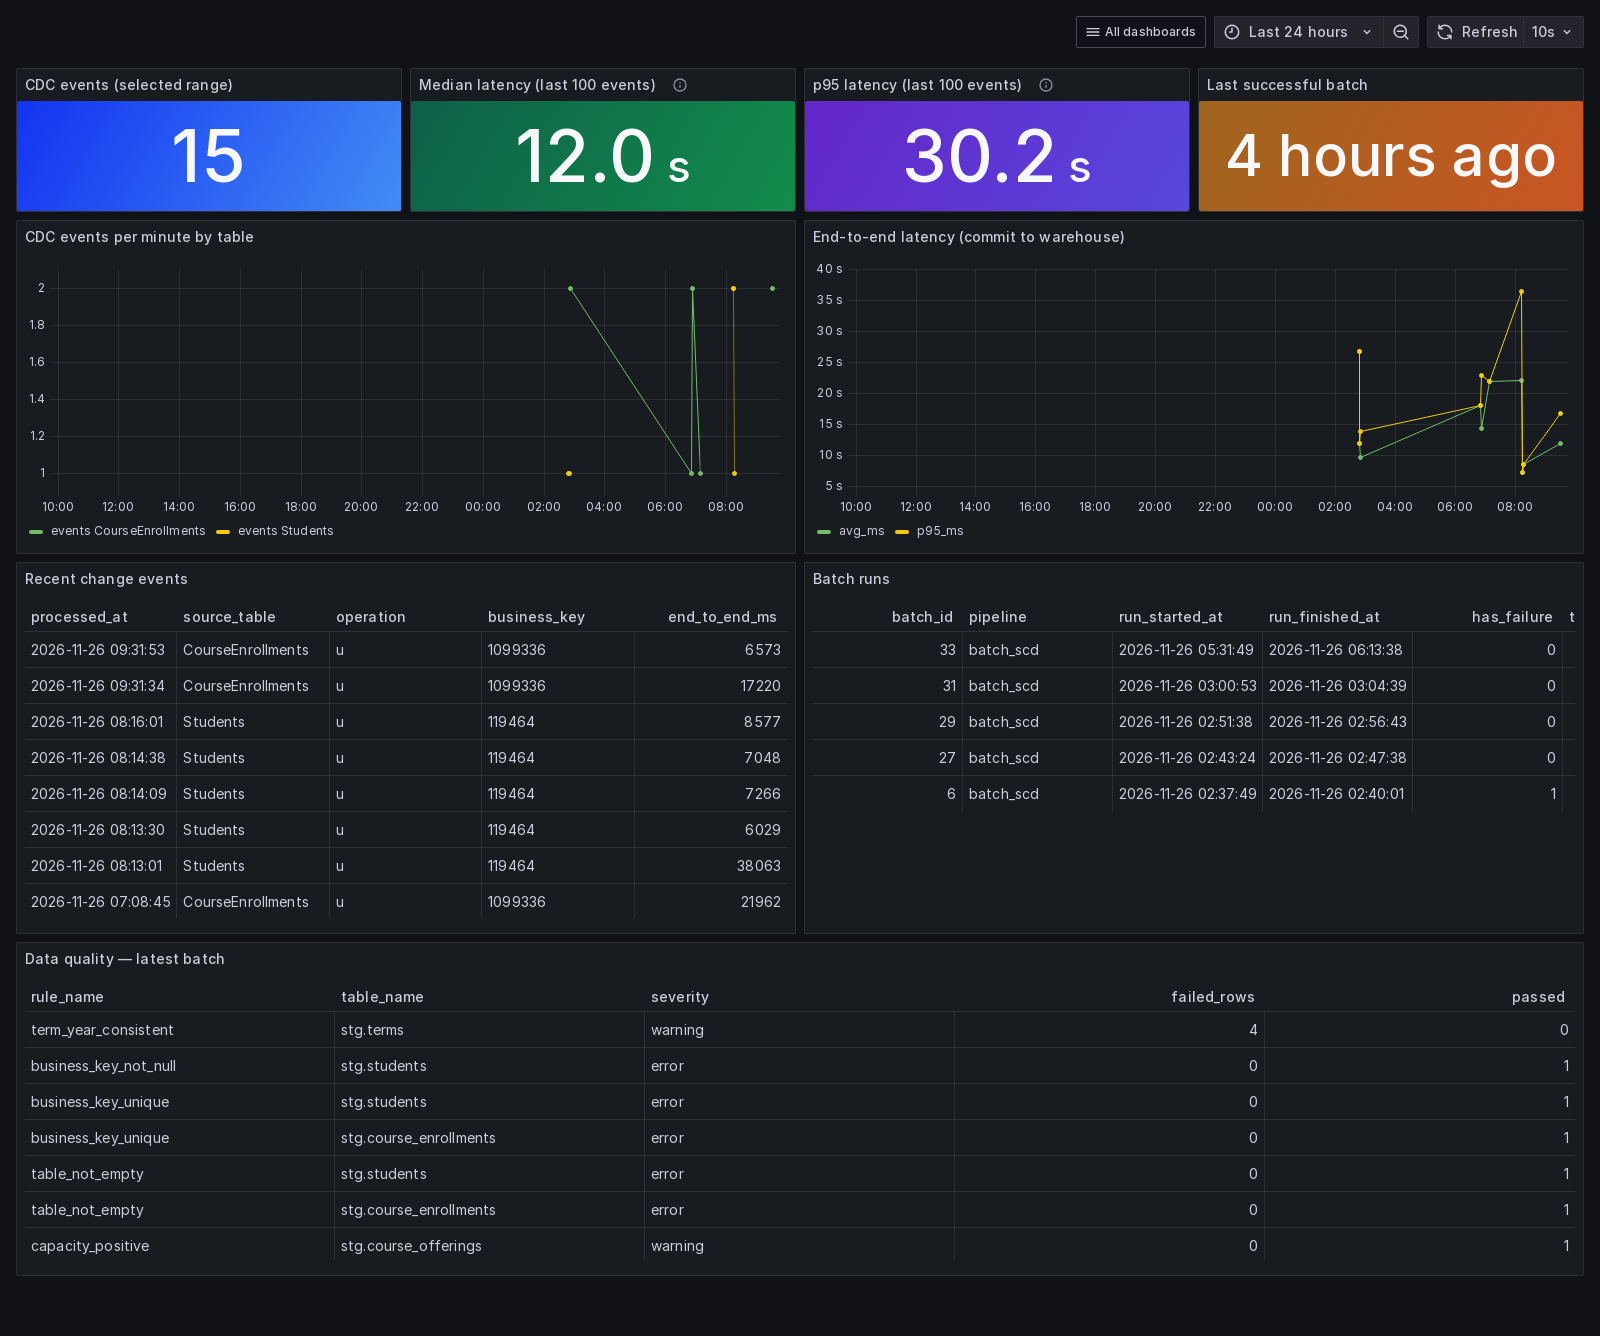 All dashboards Last 24 hours Refresh 10s
CDC events (selected range) Median latency (last 100 events) p95 latency (last 100 events) Last successful batch
15 12.0 s 30.2 s 4 hours ago
CDC events per minute by table
2
1.8
1.6
1.4
1.2
1
10:00 12:00 14:00 16:00 18:00 20:00 22:00 00:00 02:00 04:00 06:00 08:00
events CourseEnrollments events Students
End-to-end latency (commit to warehouse)
40 s
35 s
30 s
25 s
20 s
15 s
10 s
5 s
10:00 12:00 14:00 16:00 18:00 20:00 22:00 00:00 02:00 04:00 06:00 08:00
avg_ms p95_ms
Recent change events
processed_at source_table operation business_key end_to_end_ms
2026-11-26 09:31:53 CourseEnrollments u 1099336 6573
2026-11-26 09:31:34 CourseEnrollments u 1099336 17220
2026-11-26 08:16:01 Students u 119464 8577
2026-11-26 08:14:38 Students u 119464 7048
2026-11-26 08:14:09 Students u 119464 7266
2026-11-26 08:13:30 Students u 119464 6029
2026-11-26 08:13:01 Students u 119464 38063
2026-11-26 07:08:45 CourseEnrollments u 1099336 21962
Batch runs
batch_id pipeline run_started_at run_finished_at has_failure t
33 batch_scd 2026-11-26 05:31:49 2026-11-26 06:13:38 0
31 batch_scd 2026-11-26 03:00:53 2026-11-26 03:04:39 0
29 batch_scd 2026-11-26 02:51:38 2026-11-26 02:56:43 0
27 batch_scd 2026-11-26 02:43:24 2026-11-26 02:47:38 0
6 batch_scd 2026-11-26 02:37:49 2026-11-26 02:40:01 1
Data quality — latest batch
rule_name table_name severity failed_rows passed
term_year_consistent stg.terms warning 4 0
business_key_not_null stg.students error 0 1
business_key_unique stg.students error 0 1
business_key_unique stg.course_enrollments error 0 1
table_not_empty stg.students error 0 1
table_not_empty stg.course_enrollments error 0 1
capacity_positive stg.course_offerings warning 0 1